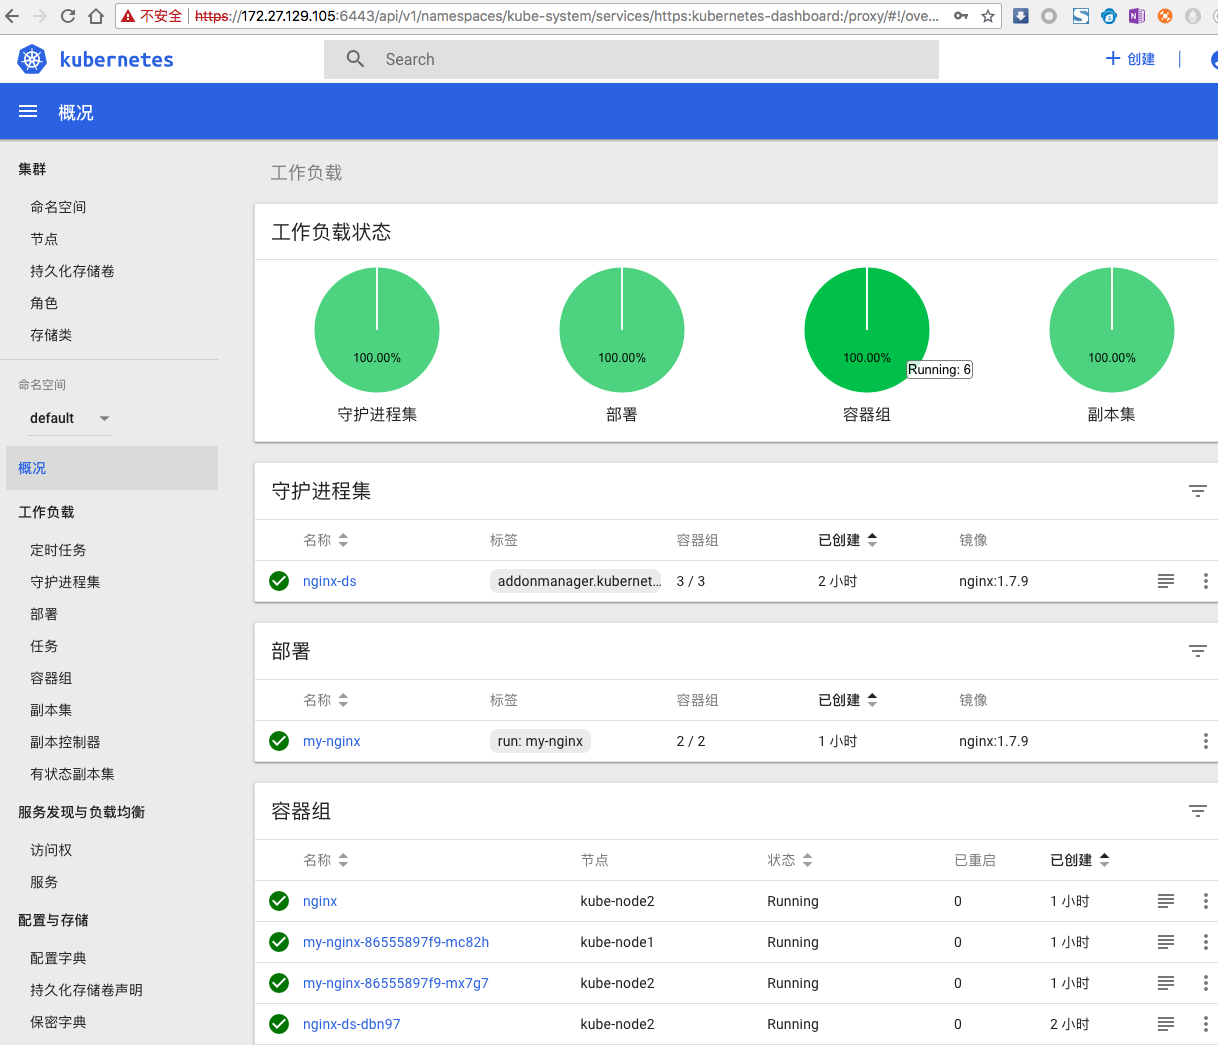 不安全 https://172.27.129.105:6443/api/v1/namespaces/kube-system/services/https:kubernetes-dashboard:/proxy/#!/ove...
kubernetes
Search
创建
概况
集群
命名空间
节点
持久化存储卷
角色
存储类
命名空间
default
概况
工作负载
定时任务
守护进程集
部署
任务
容器组
副本集
副本控制器
有状态副本集
服务发现与负载均衡
访问权
服务
配置与存储
配置字典
持久化存储卷声明
保密字典
工作负载
工作负载状态
100.00% 100.00% 100.00% 100.00%
Running: 6
守护进程集 部署 容器组 副本集
守护进程集
名称 标签 容器组 已创建 镜像
nginx-ds addonmanager.kubernet... 3 / 3 2 小时 nginx:1.7.9
部署
名称 标签 容器组 已创建 镜像
my-nginx run: my-nginx 2 / 2 1 小时 nginx:1.7.9
容器组
名称 节点 状态 已重启 已创建
nginx kube-node2 Running 0 1 小时
my-nginx-86555897f9-mc82h kube-node1 Running 0 1 小时
my-nginx-86555897f9-mx7g7 kube-node2 Running 0 1 小时
nginx-ds-dbn97 kube-node2 Running 0 2 小时